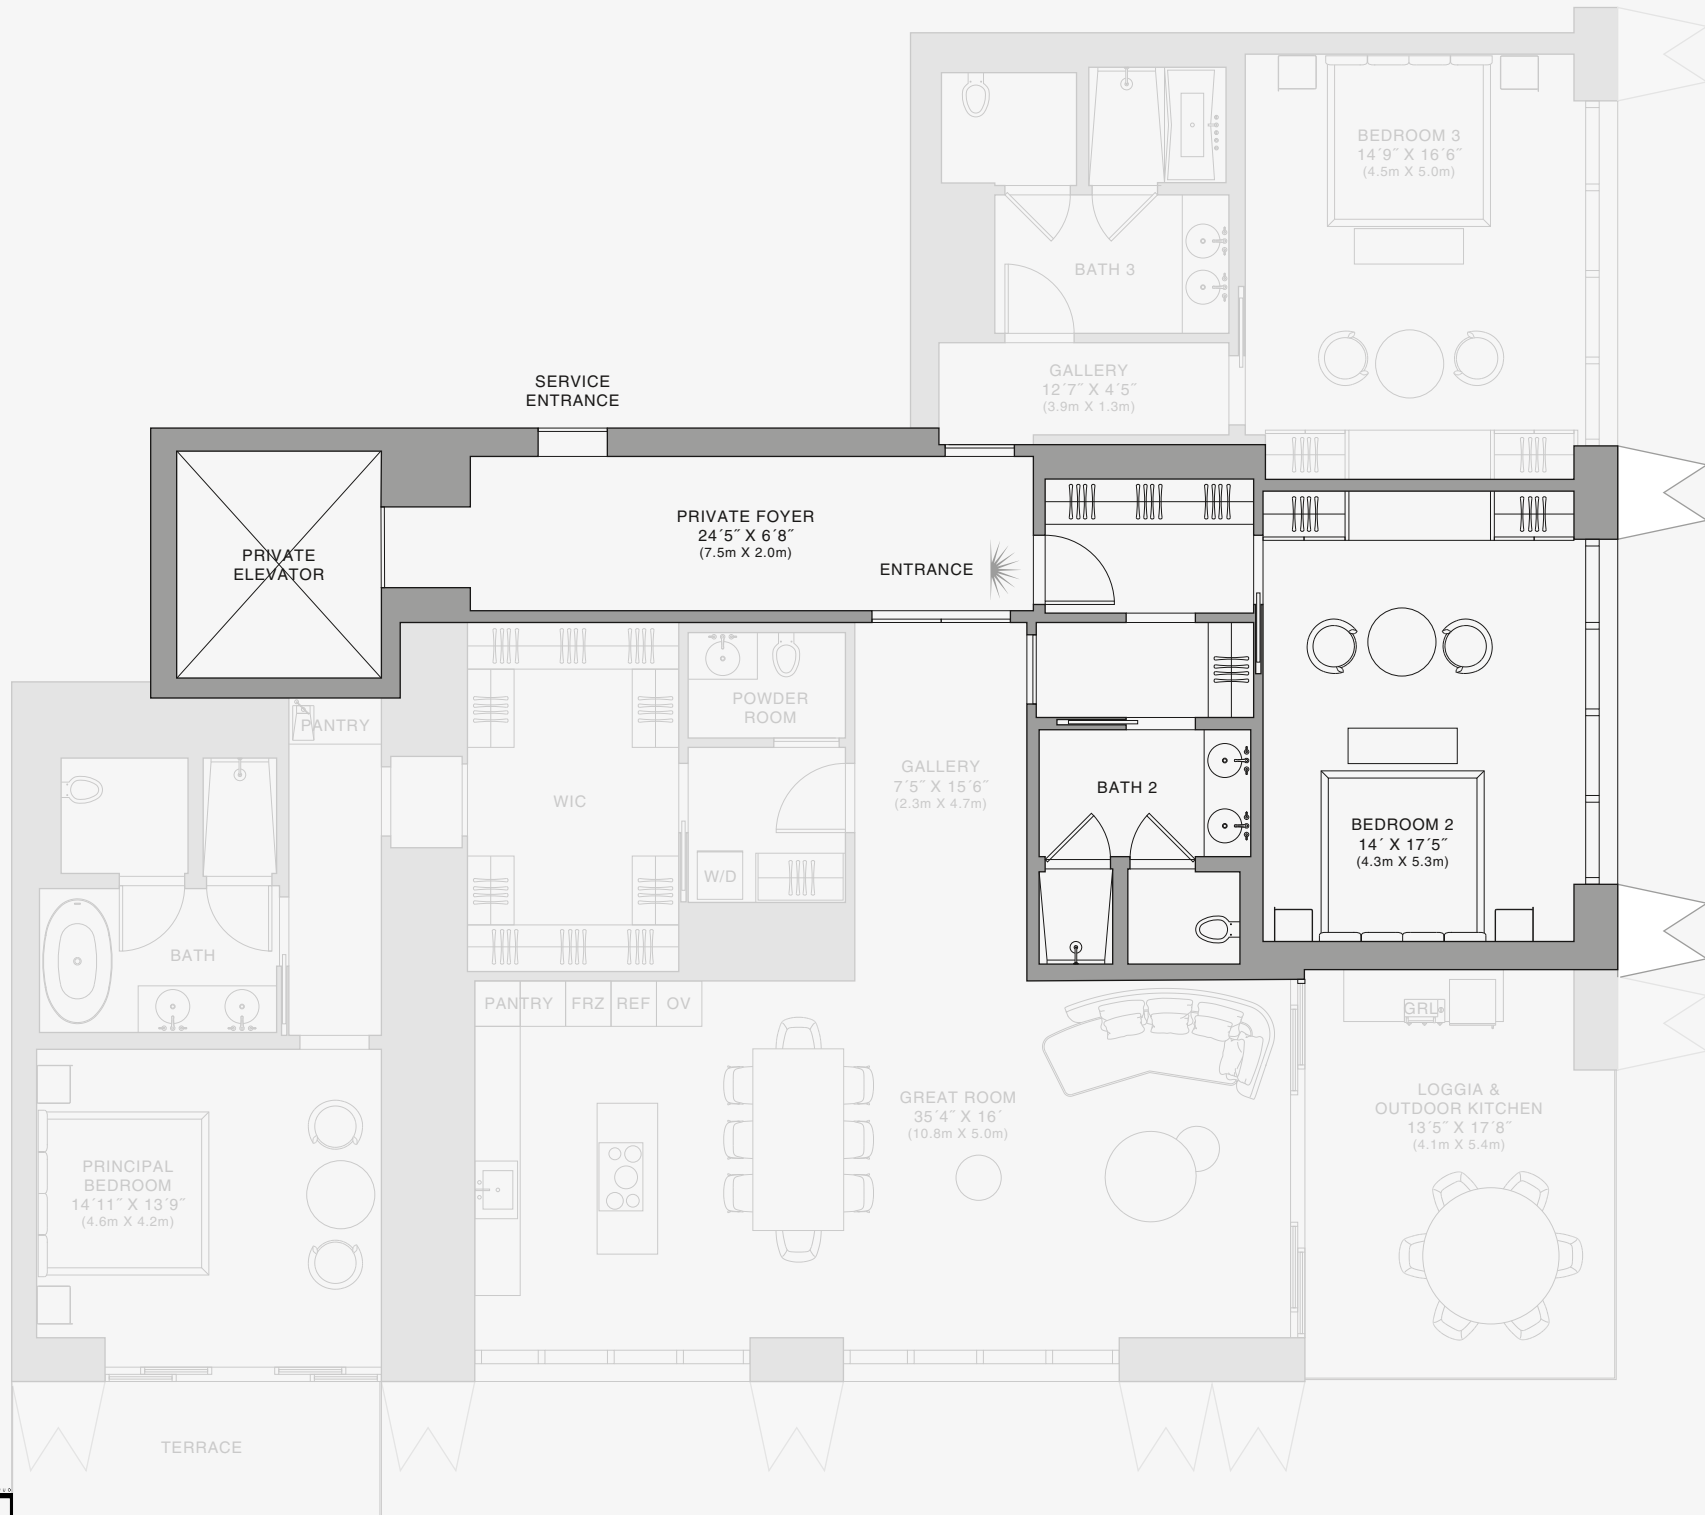 BEDROOM 3
14´9˝ X 16´6˝
(4.5m X 5.0m)
BATH 3
GALLERY
12´7˝ X 4´5˝
(3.9m X 1.3m)
SERVICE
ENTRANCE
PRIVATE FOYER
24´5˝ X 6´8˝
(7.5m X 2.0m)
PRIVATE
ELEVATOR
ENTRANCE
POWDER
ROOM
PANTRY
GALLERY
7´5˝ X 15´6˝
(2.3m X 4.7m)
WIC
BATH 2
BEDROOM 2
14´ X 17´5˝
(4.3m X 5.3m)
W/D
BATH
PANTRY
FRZ
REF
OV
GRL
GREAT ROOM
35´4˝ X 16´
(10.8m X 5.0m)
LOGGIA &
OUTDOOR KITCHEN
13´5˝ X 17´8˝
(4.1m X 5.4m)
PRINCIPAL
BEDROOM
14´11˝ X 13´9˝
(4.6m X 4.2m)
TERRACE